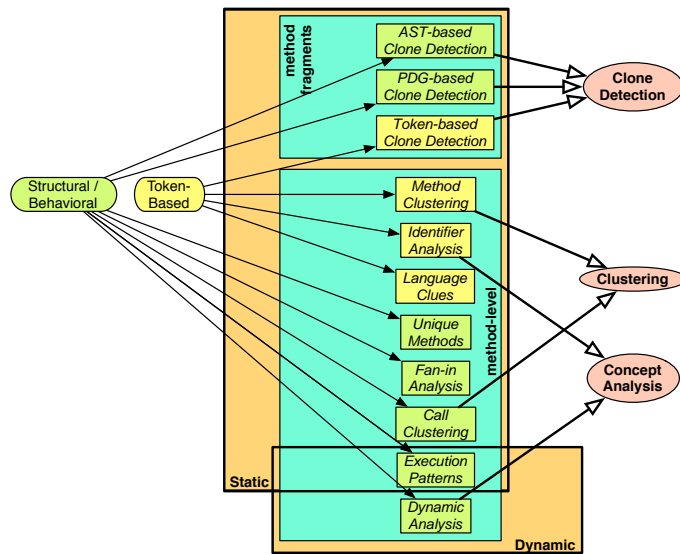 method
fragments
AST-based
Clone Detection
PDG-based
Clone Detection
Token-based
Clone Detection
Clone
Detection
Structural /
Behavioral
Token-
Based
Method
Clustering
Identifier
Analysis
Language
Clues
Unique
Methods
Fan-in
Analysis
Call
Clustering
Execution
Patterns
Dynamic
Analysis
method-level
Clustering
Concept
Analysis
Static
Dynamic